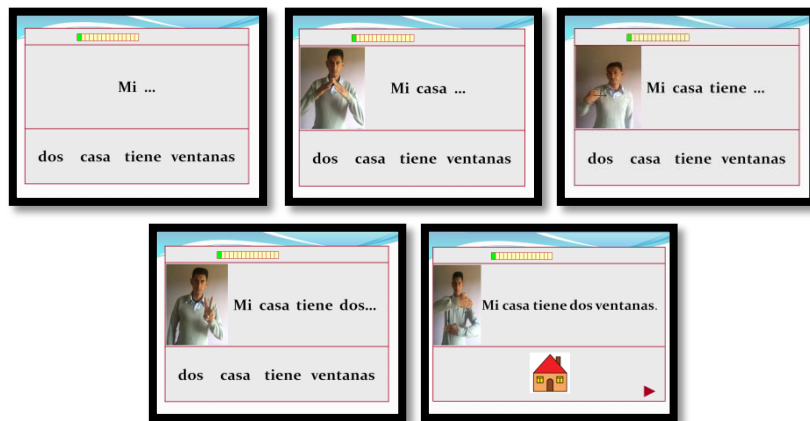 Mi ...
dos casa tiene ventanas
Mi casa ...
dos casa tiene ventanas
Mi casa tiene ...
dos casa tiene ventanas
Mi casa tiene dos...
dos casa tiene ventanas
Mi casa tiene dos ventanas.